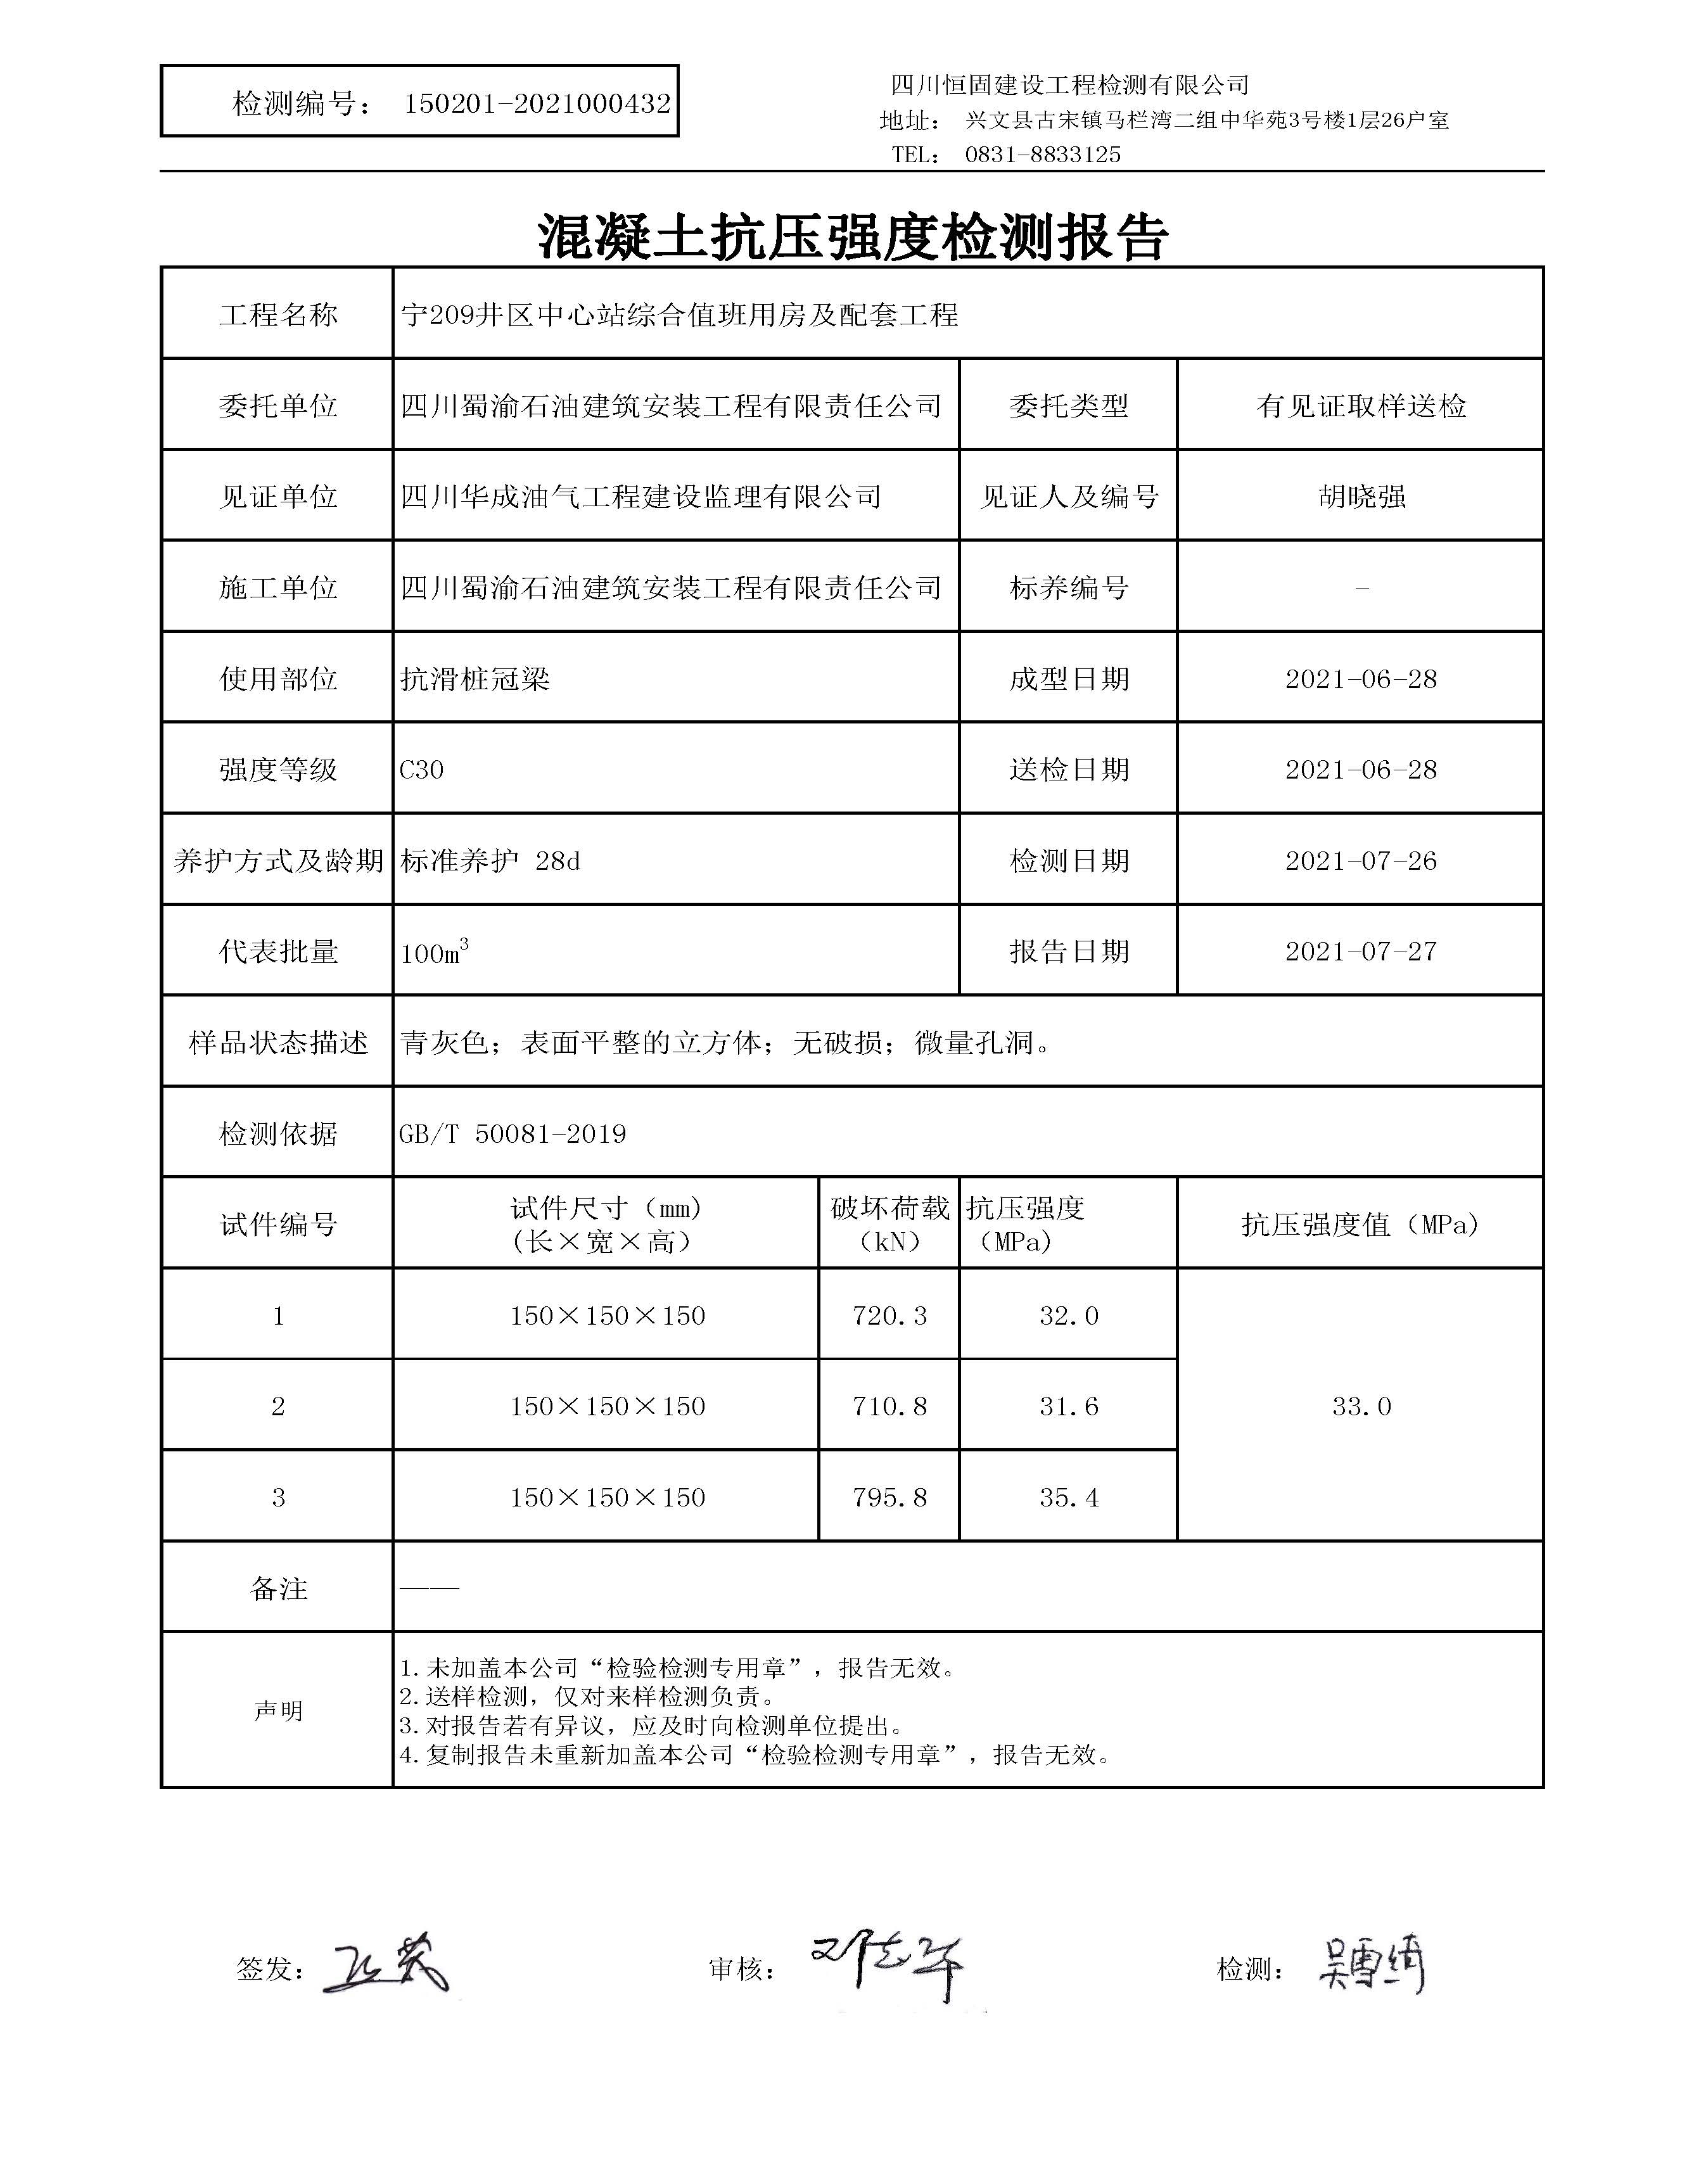 检测编号： 150201-2021000432
四川恒固建设工程检测有限公司
地址： 兴文县古宋镇马栏湾二组中华苑3号楼1层26户室
TEL： 0831-8833125
混凝土抗压强度检测报告
工程名称 宁209井区中心站综合值班用房及配套工程
委托单位 四川蜀渝石油建筑安装工程有限责任公司 委托类型 有见证取样送检
见证单位 四川华成油气工程建设监理有限公司 见证人及编号 胡晓强
施工单位 四川蜀渝石油建筑安装工程有限责任公司 标养编号 -
使用部位 抗滑桩冠梁 成型日期 2021-06-28
强度等级 C30 送检日期 2021-06-28
养护方式及龄期 标准养护 28d 检测日期 2021-07-26
代表批量 100m³ 报告日期 2021-07-27
样品状态描述 青灰色；表面平整的立方体；无破损；微量孔洞。
检测依据 GB/T 50081-2019
试件编号 试件尺寸（mm) (长×宽×高） 破坏荷载（kN） 抗压强度（MPa) 抗压强度值（MPa)
1 150×150×150 720.3 32.0
2 150×150×150 710.8 31.6 33.0
3 150×150×150 795.8 35.4
备注 ——
声明
1.未加盖本公司“检验检测专用章”，报告无效。
2.送样检测，仅对来样检测负责。
3.对报告若有异议，应及时向检测单位提出。
4.复制报告未重新加盖本公司“检验检测专用章”，报告无效。
签发： 审核： 检测： 吴雪绮